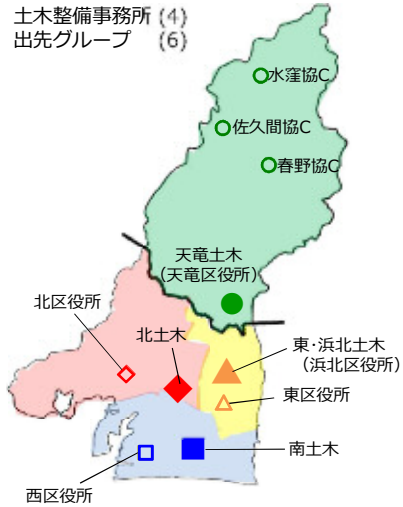 土木整備事務所 (4)
出先グループ (6)
水窪協C
佐久間協C
春野協C
天竜土木
(天竜区役所)
北区役所
北土木
東・浜北土木
(浜北区役所)
東区役所
南土木
西区役所